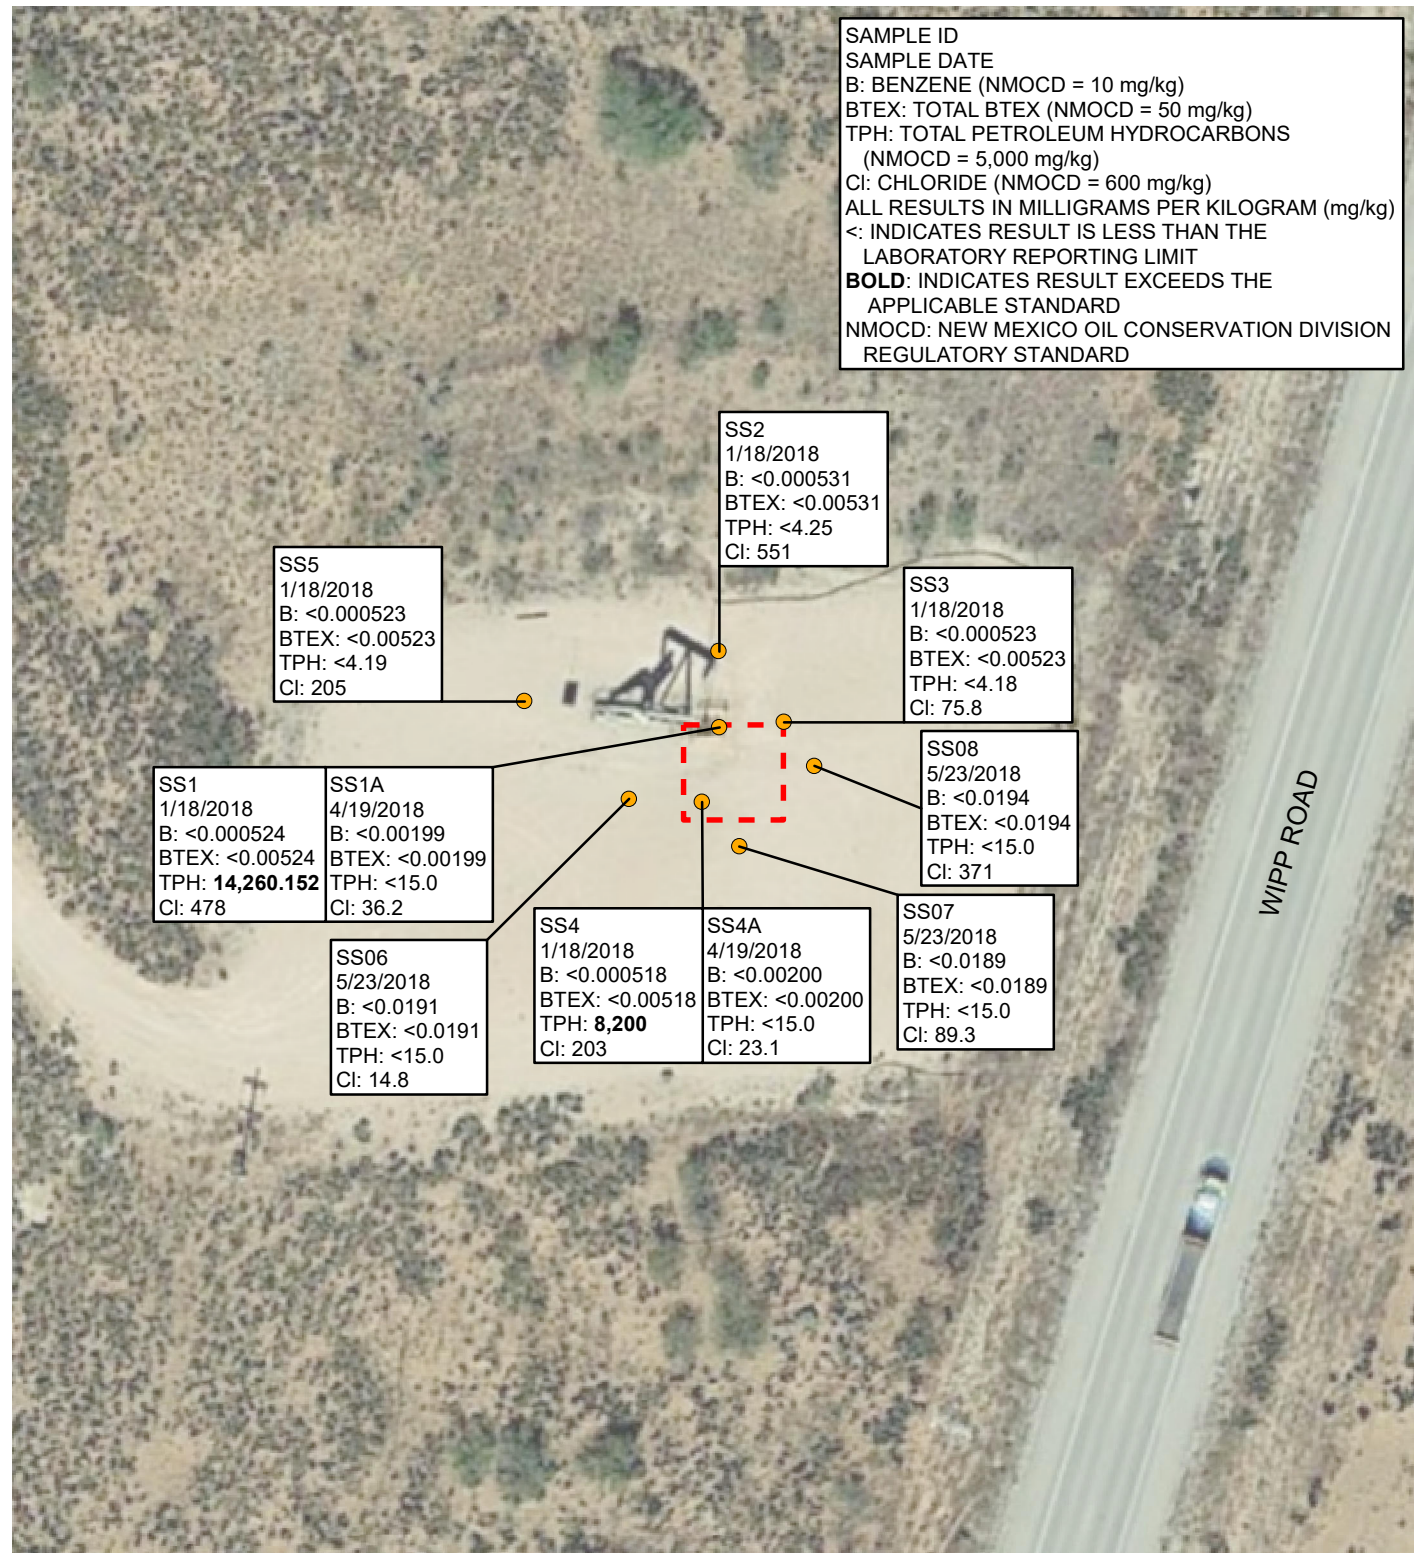 SAMPLE ID
SAMPLE DATE
B: BENZENE (NMOCD = 10 mg/kg)
BTEX: TOTAL BTEX (NMOCD = 50 mg/kg)
TPH: TOTAL PETROLEUM HYDROCARBONS
(NMOCD = 5,000 mg/kg)
Cl: CHLORIDE (NMOCD = 600 mg/kg)
ALL RESULTS IN MILLIGRAMS PER KILOGRAM (mg/kg)
<: INDICATES RESULT IS LESS THAN THE
LABORATORY REPORTING LIMIT
BOLD: INDICATES RESULT EXCEEDS THE
APPLICABLE STANDARD
NMOCD: NEW MEXICO OIL CONSERVATION DIVISION
REGULATORY STANDARD
SS2
1/18/2018
B: <0.000531
BTEX: <0.00531
TPH: <4.25
Cl: 551
SS5
1/18/2018
B: <0.000523
BTEX: <0.00523
TPH: <4.19
Cl: 205
SS3
1/18/2018
B: <0.000523
BTEX: <0.00523
TPH: <4.18
Cl: 75.8
SS08
5/23/2018
B: <0.0194
BTEX: <0.0194
TPH: <15.0
Cl: 371
SS1
1/18/2018
B: <0.000524
BTEX: <0.00524
TPH: 14,260.152
Cl: 478
SS1A
4/19/2018
B: <0.00199
BTEX: <0.00199
TPH: <15.0
Cl: 36.2
WIPP ROAD
SS06
5/23/2018
B: <0.0191
BTEX: <0.0191
TPH: <15.0
Cl: 14.8
SS4
1/18/2018
B: <0.000518
BTEX: <0.00518
TPH: 8,200
Cl: 203
SS4A
4/19/2018
B: <0.00200
BTEX: <0.00200
TPH: <15.0
Cl: 23.1
SS07
5/23/2018
B: <0.0189
BTEX: <0.0189
TPH: <15.0
Cl: 89.3